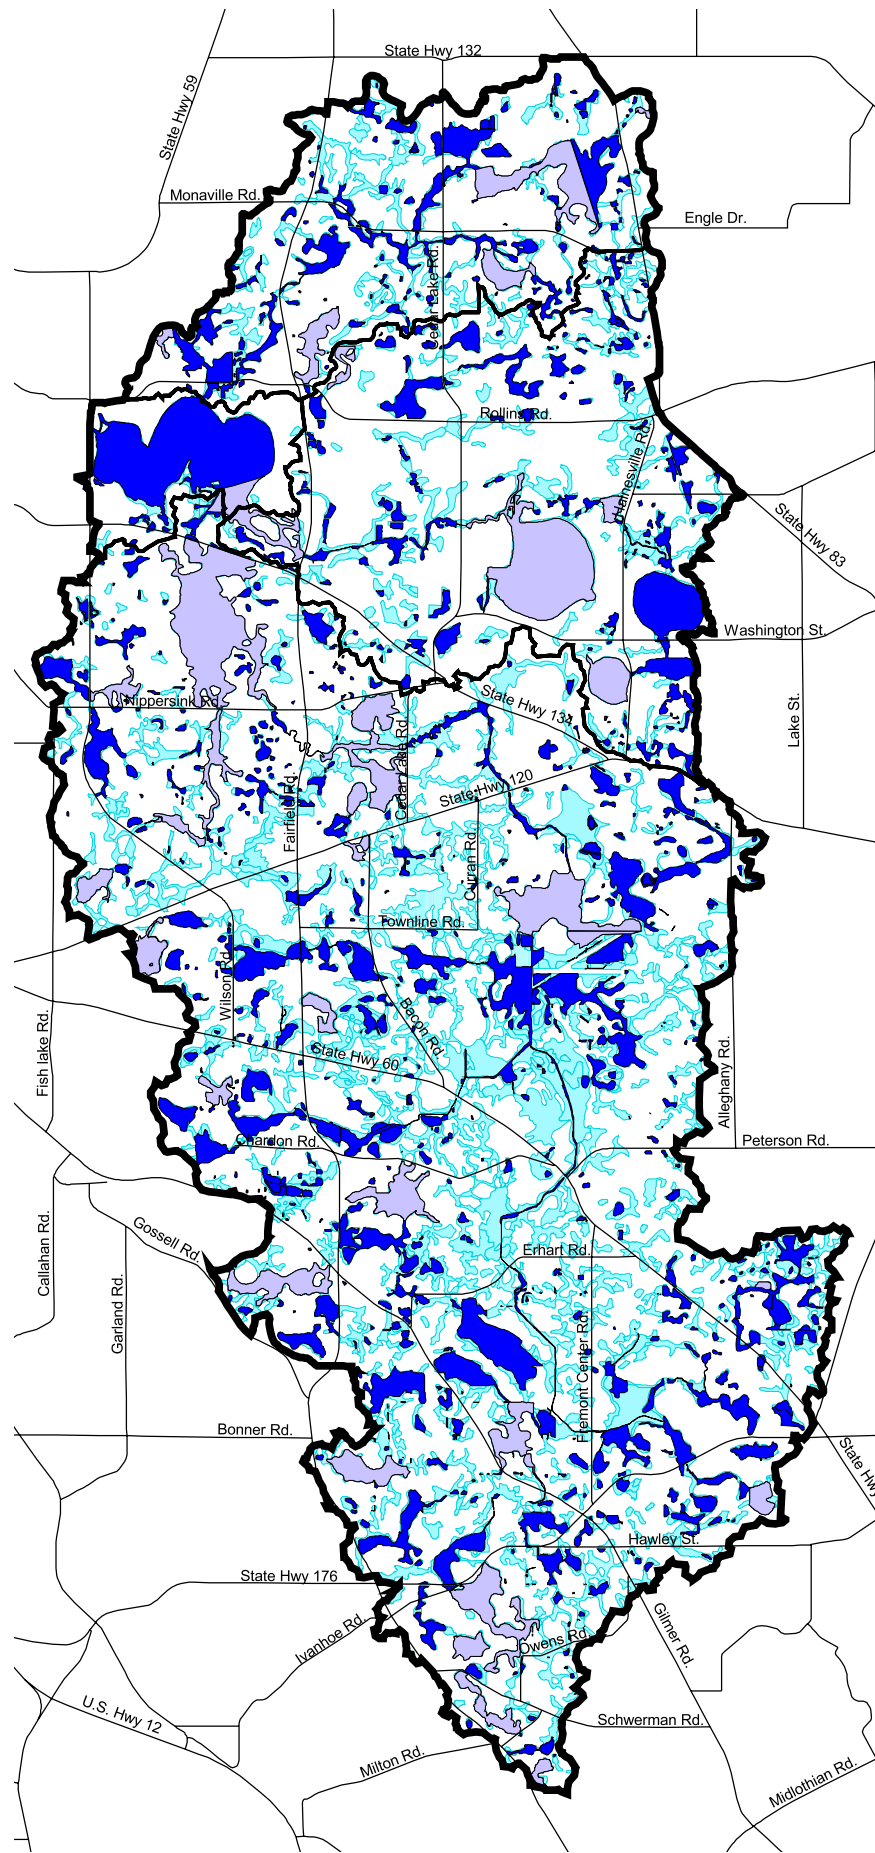 State Hwy 132
State Hwy 59
Monaville Rd.
Engle Dr.
Cedar Lake Rd.
Rollins Rd.
Hainesville Rd.
State Hwy 83
Washington St.
Nippersink Rd.
State Hwy 134
Lake St.
Cedar Lake Rd.
State Hwy 120
Fairfield Rd.
Curran Rd.
Townline Rd.
Wilson Rd.
Bacon Rd.
Fish lake Rd.
State Hwy 60
Alleghany Rd.
Chardon Rd.
Peterson Rd.
Callahan Rd.
Gossell Rd.
Erhart Rd.
Garland Rd.
Fremont Center Rd.
Bonner Rd.
State Hwy
Hawley St.
State Hwy 176
Ivanhoe Rd.
Owens Rd.
Gilmer Rd.
U.S. Hwy 12
Schwerman Rd.
Milton Rd.
Midlothian Rd.